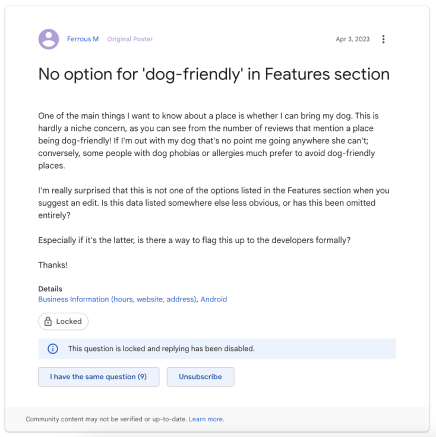 Ferrous M Original Poster Apr 3, 2023
No option for 'dog-friendly' in Features section
One of the main things I want to know about a place is whether I can bring my dog. This is
hardly a niche concern, as you can see from the number of reviews that mention a place
being dog-friendly! If I'm out with my dog that's no point me going anywhere she can't;
conversely, some people with dog phobias or allergies much prefer to avoid dog-friendly
places.
I'm really surprised that this is not one of the options listed in the Features section when you
suggest an edit. Is this data listed somewhere else less obvious, or has this been omitted
entirely?
Especially if it's the latter, is there a way to flag this up to the developers formally?
Thanks!
Details
Business Information (hours, website, address), Android
Locked
This question is locked and replying has been disabled.
I have the same question (9) Unsubscribe
Community content may not be verified or up-to-date. Learn more.